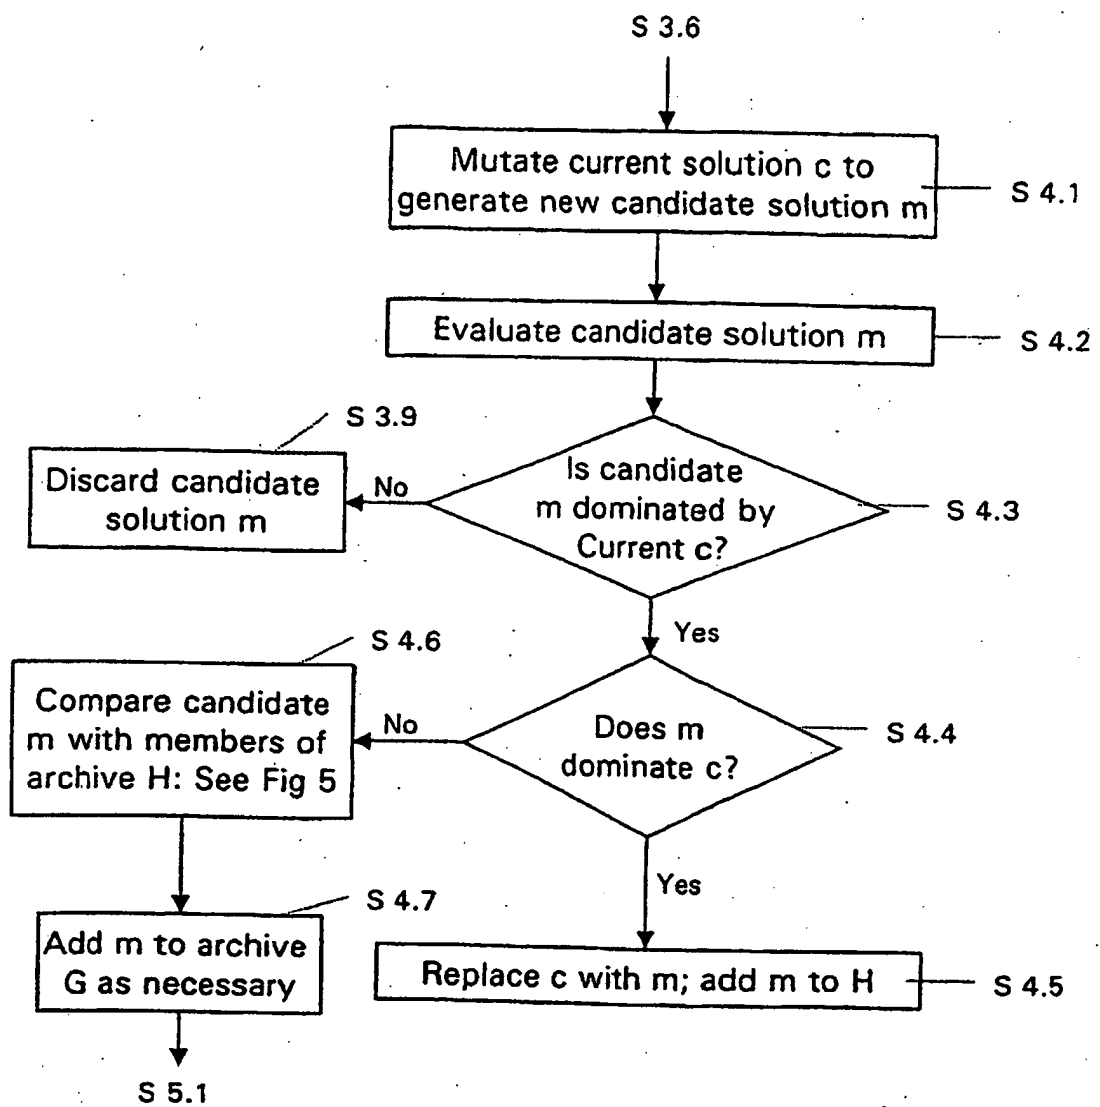 S 3.6
Mutate current solution c to
generate new candidate solution m
S 4.1
Evaluate candidate solution m
S 4.2
S 3.9
Discard candidate
solution m
No
Is candidate
m dominated by
Current c?
S 4.3
Yes
S 4.6
Compare candidate
m with members of
archive H: See Fig 5
No
Does m
dominate c?
S 4.4
Yes
S 4.7
Add m to archive
G as necessary
Replace c with m; add m to H
S 4.5
S 5.1